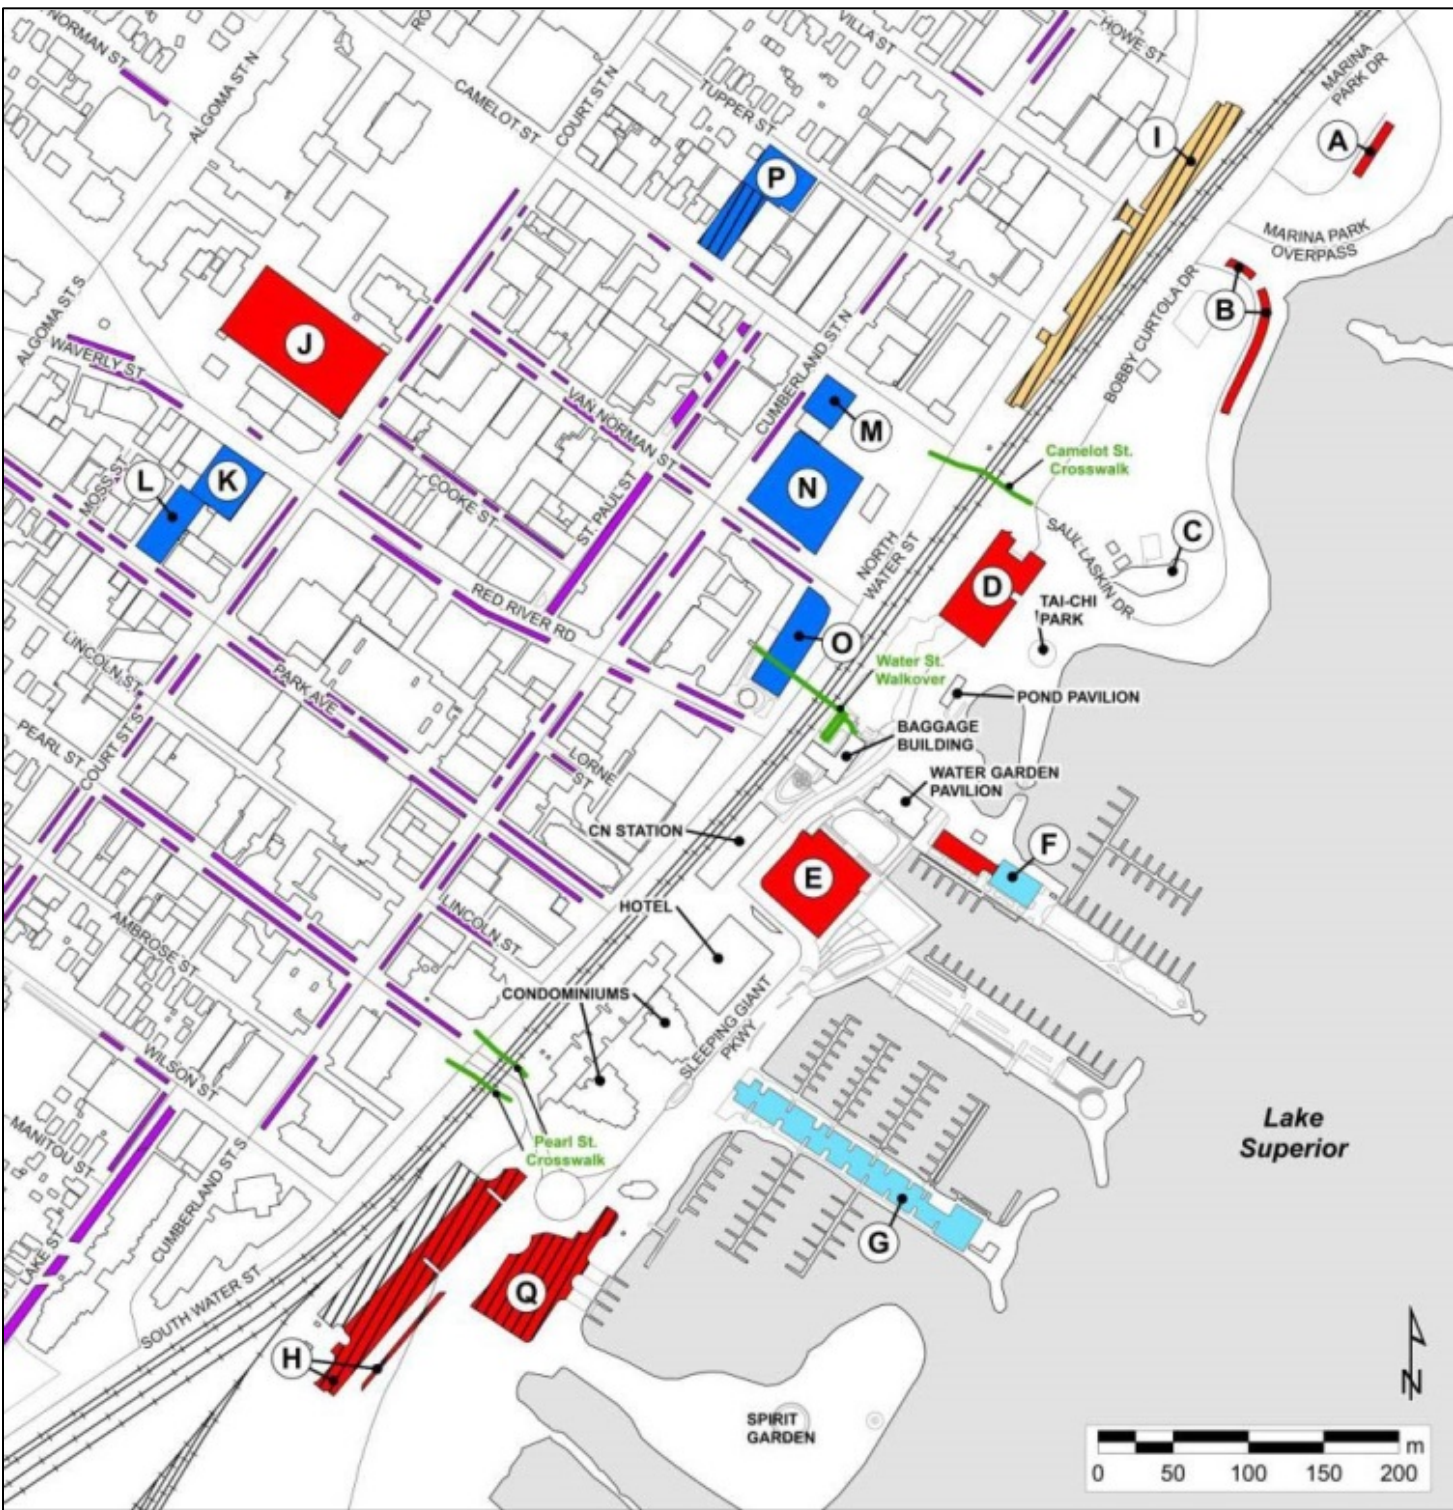 NORMAN ST
ALGOMA ST N
CAMELOT ST
COURT ST N
TUPPER ST
VILLA ST
HOWE ST
MARINA
PARK DR
A
I
P
MARINA PARK
OVERPASS
B
BOBBY CURTOLA DR
ALGOMA ST S
WAVERLY ST
J
VAN NORMAN ST
CUMBERLAND ST N
M
Camelot St.
Crosswalk
MOSS ST
L
K
COOKE ST
ST. PAUL ST
N
NORTH
WATER ST
SAUL LASKIN DR
C
D
TAI-CHI
PARK
RED RIVER RD
O
Water St.
Walkover
LINCOLN ST
PARK AVE
POND PAVILION
PEARL ST
COURT ST S
LORNE
ST
BAGGAGE
BUILDING
WATER GARDEN
PAVILION
CN STATION
F
E
HOTEL
LINCOLN ST
AMBROSE ST
CONDOMINIUMS
SLEEPING GIANT
PKWY
WILSON ST
MANITOU ST
Pearl St.
Crosswalk
Lake
Superior
CUMBERLAND ST S
LAKE ST
SOUTH WATER ST
G
Q
H
SPIRIT
GARDEN
N
m
0 50 100 150 200